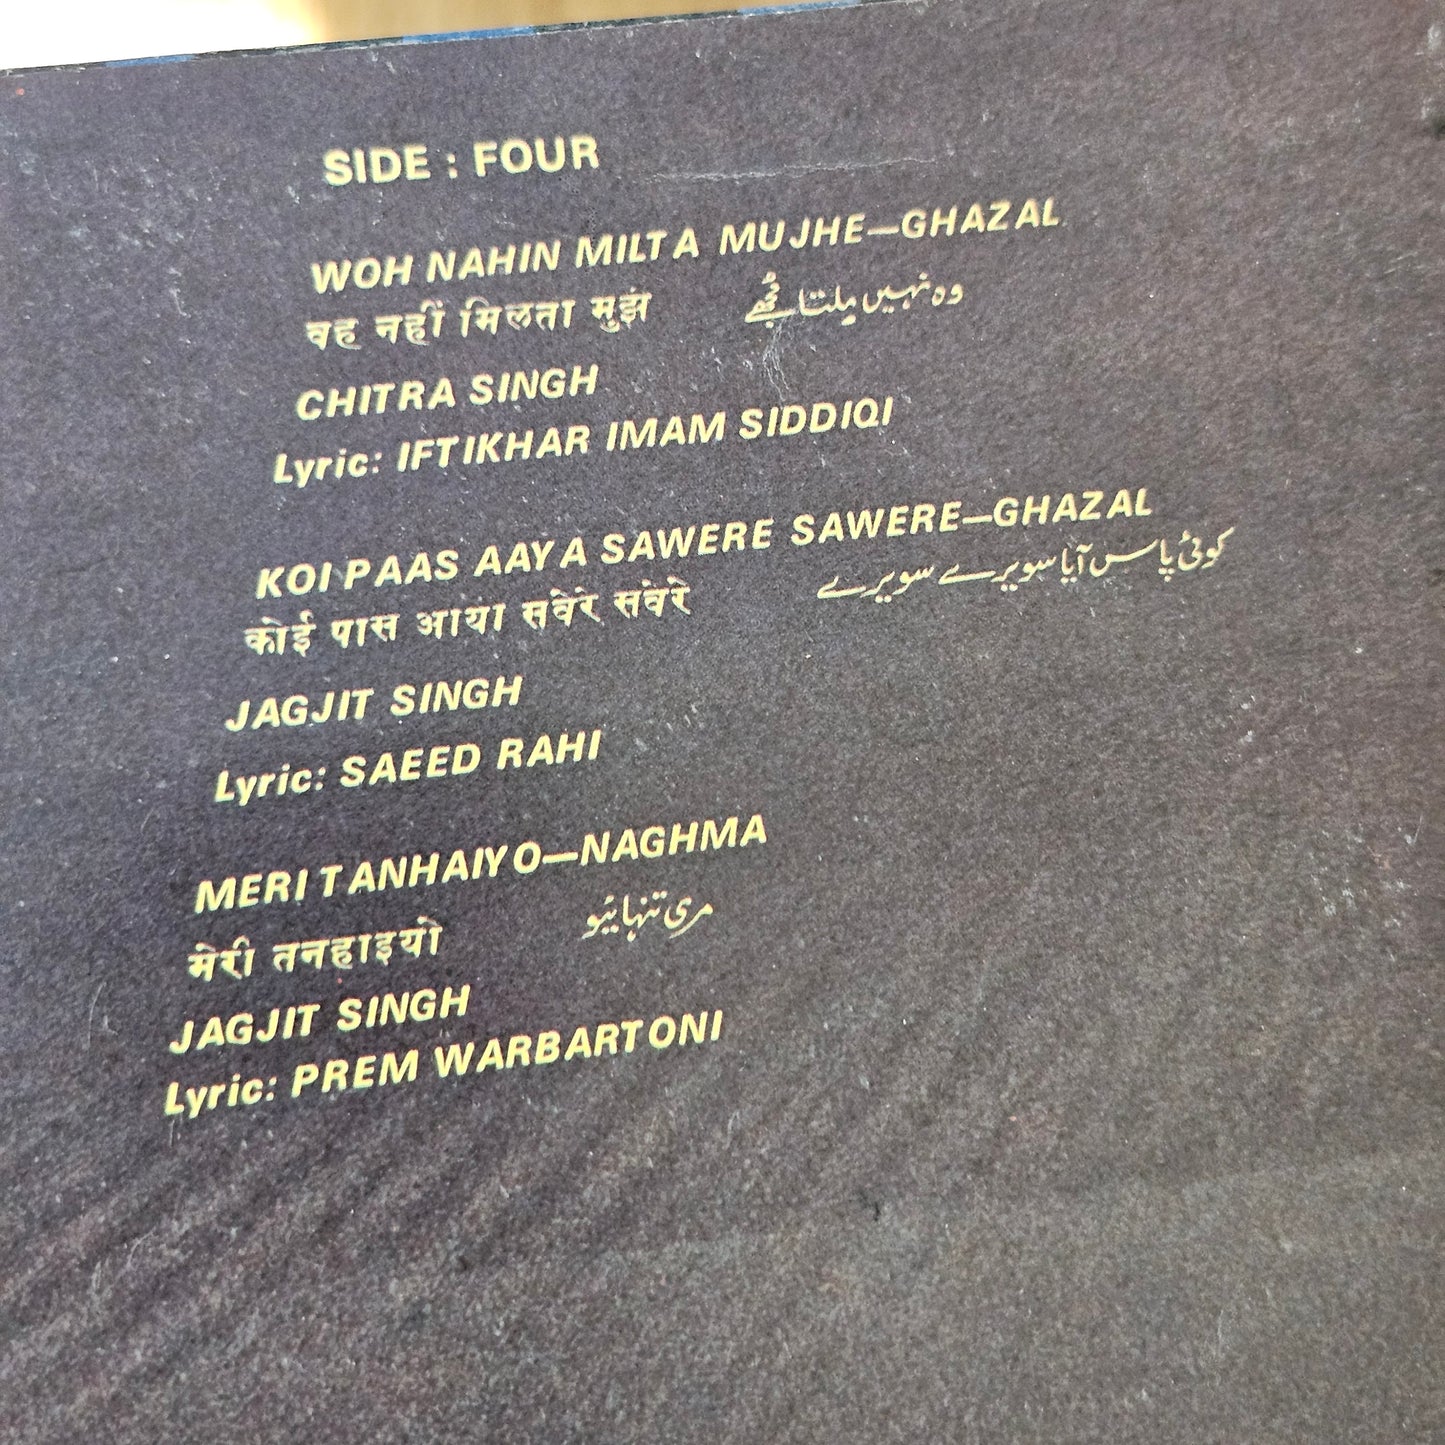 SIDE : FOUR
WOH NAHIN MILTA MUJHE—GHAZAL
वह नहीं मिलता मुझे وہ نہیں ملتا مجھے
CHITRA SINGH
Lyric: IFTIKHAR IMAM SIDDIQI
KOI PAAS AAYA SAWERE SAWERE—GHAZAL
कोई पास आया सवेरे सवेरे کوئی پاس آیا سویرے سویرے
JAGJIT SINGH
Lyric: SAEED RAHI
MERI TANHAIYO—NAGHMA
मेरी तनहाइयो مری تنہائیو
JAGJIT SINGH
Lyric: PREM WARBARTONI